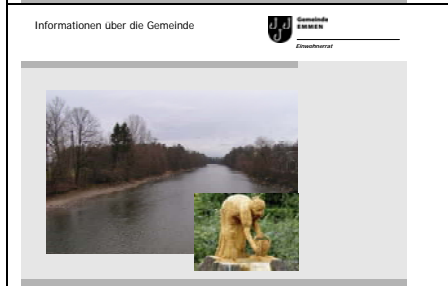 Informationen über die Gemeinde
Gemeinde
EMMEN
Einwohnerrat